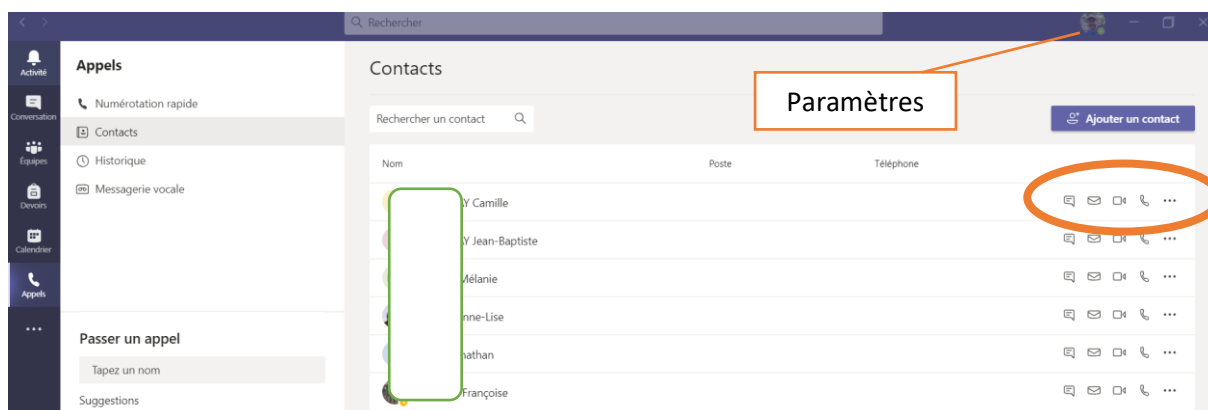 Rechercher
Activité
Conversation
Équipes
Devoirs
Calendrier
Appels
Appels
Numérotation rapide
Contacts
Historique
Messagerie vocale
Passer un appel
Tapez un nom
Suggestions
Contacts
Paramètres
Rechercher un contact
Ajouter un contact
Nom Poste Téléphone
Y Camille
Y Jean-Baptiste
Mélanie
nne-Lise
nathan
Françoise